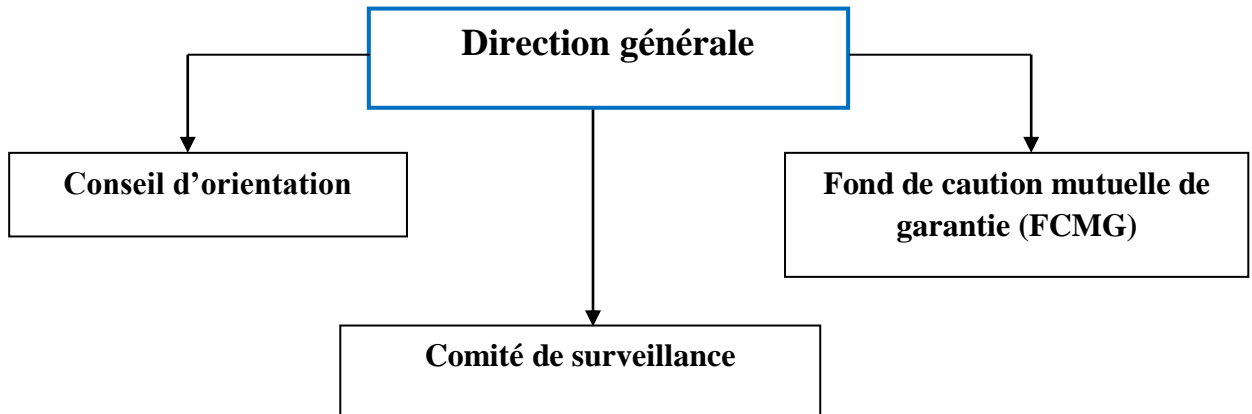 Direction générale
Conseil d’orientation
Fond de caution mutuelle de
garantie (FCMG)
Comité de surveillance